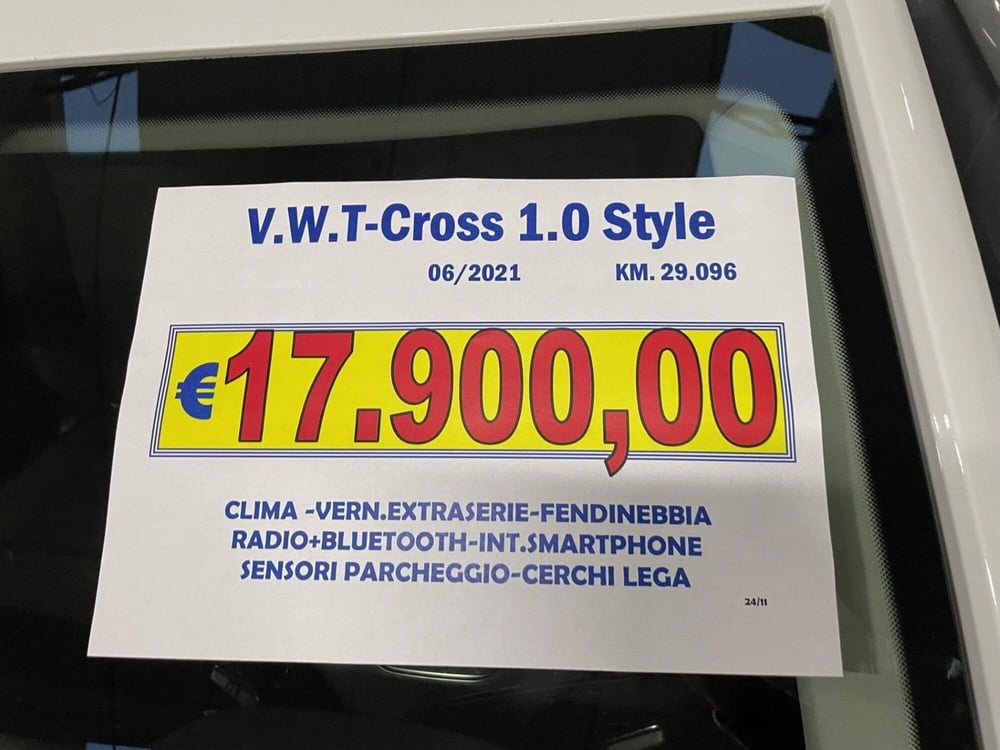 V.W.T-Cross 1.0 Style
06/2021 KM. 29.096
€17.900,00
CLIMA -VERN.EXTRASERIE-FENDINEBBIA
RADIO+BLUETOOTH-INT.SMARTPHONE
SENSORI PARCHEGGIO-CERCHI LEGA
24/11